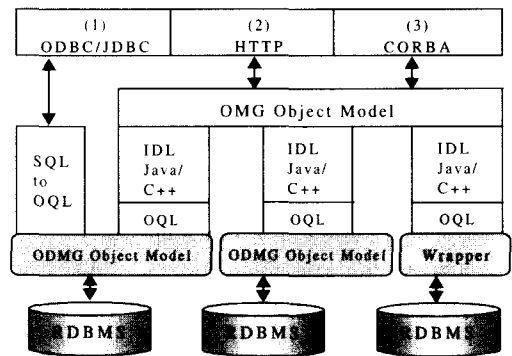 (1) (2) (3)
ODBC/JDBC HTTP CORBA
OMG Object Model
SQL
to
OQL
IDL
Java/
C++
OQL
IDL
Java/
C++
OQL
IDL
Java/
C++
OQL
ODMG Object Model ODMG Object Model Wrapper
RDBMS RDBMS RDBMS